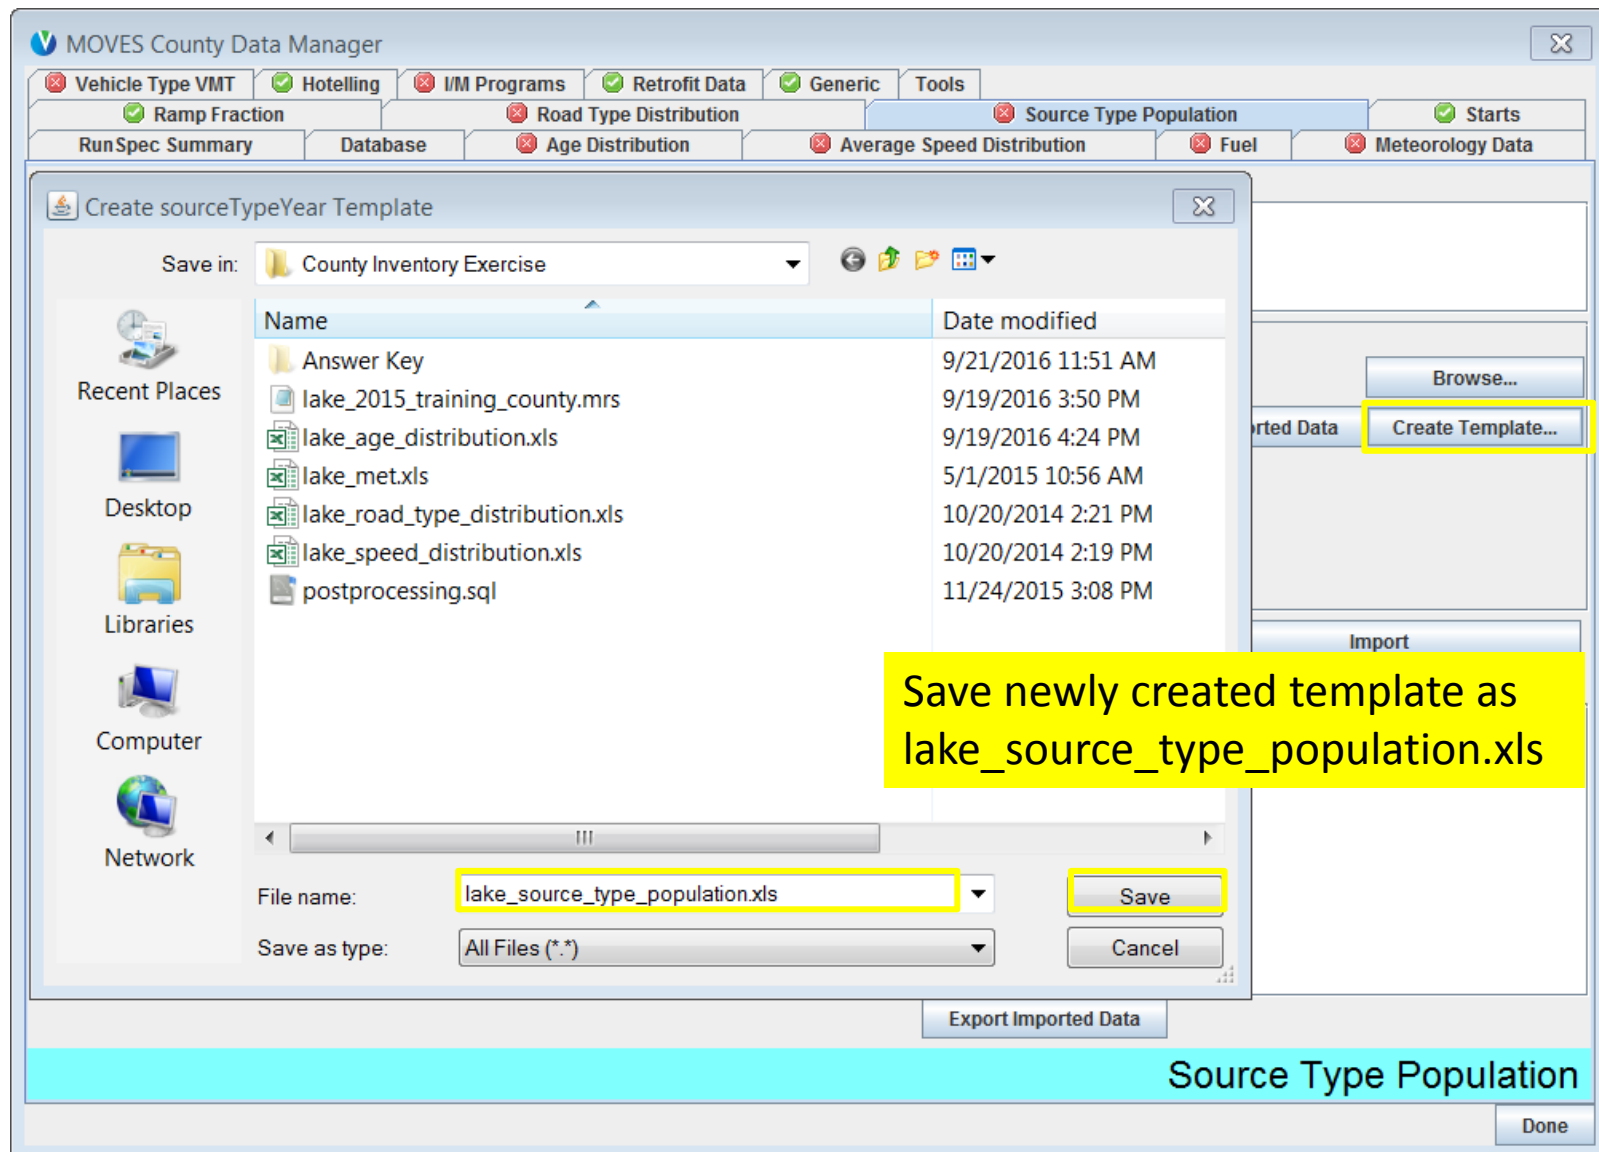 MOVES County Data Manager
Vehicle Type VMT Hotelling I/M Programs Retrofit Data Generic Tools
Ramp Fraction Road Type Distribution Source Type Population Starts
RunSpec Summary Database Age Distribution Average Speed Distribution Fuel Meteorology Data
Create sourceTypeYear Template
Save in: County Inventory Exercise
Name Date modified
Answer Key 9/21/2016 11:51 AM
lake_2015_training_county.mrs 9/19/2016 3:50 PM
lake_age_distribution.xls 9/19/2016 4:24 PM
lake_met.xls 5/1/2015 10:56 AM
lake_road_type_distribution.xls 10/20/2014 2:21 PM
lake_speed_distribution.xls 10/20/2014 2:19 PM
postprocessing.sql 11/24/2015 3:08 PM
Recent Places
Desktop
Libraries
Computer
Network
Browse...
Data Create Template...
Import
Save newly created template as
lake_source_type_population.xls
File name: lake_source_type_population.xls Save
Save as type: All Files (*.*) Cancel
Export Imported Data
Source Type Population
Done